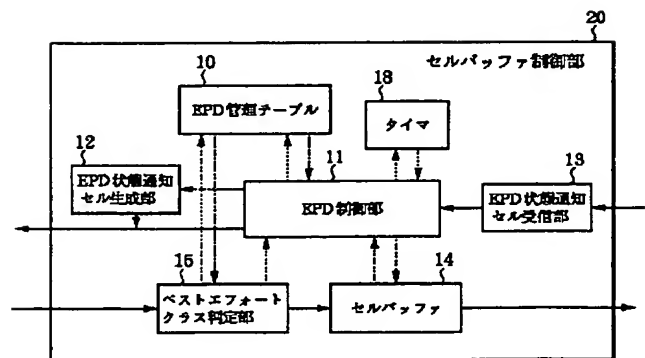 20
セルバッファ制御部
10
EPD管理テーブル
18
タイマ
12
EPD状態通知
セル生成部
11
EPD制御部
13
EPD状態通知
セル受信部
15
ベストエフォート
クラス判定部
14
セルバッファ